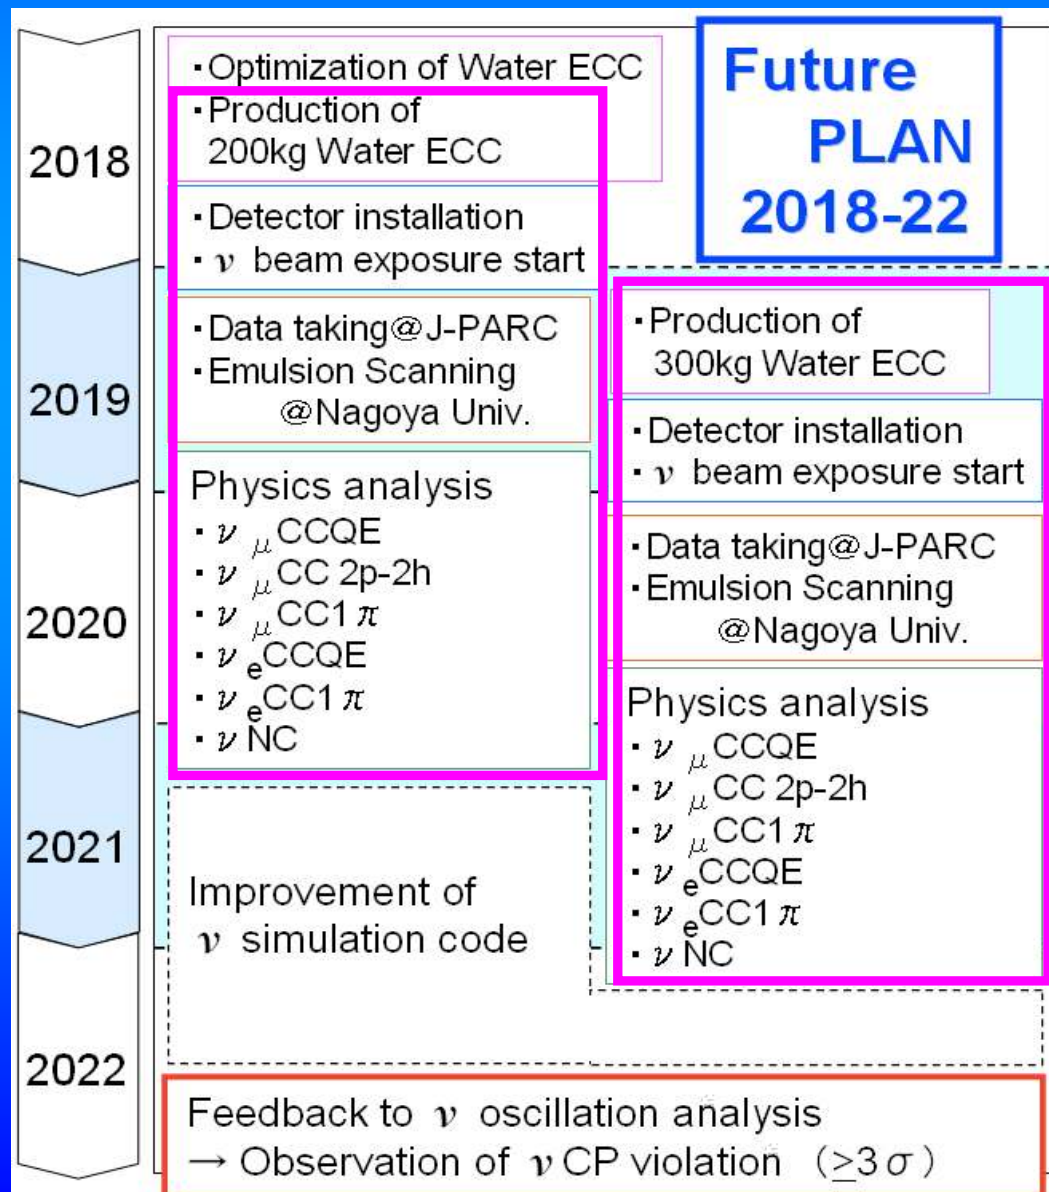 Future
PLAN
2018-22
2018
・Optimization of Water ECC
・Production of
200kg Water ECC
・Detector installation
・ν beam exposure start
2019
・Data taking@J-PARC
・Emulsion Scanning
@Nagoya Univ.
2020
Physics analysis
・ν μCCQE
・ν μCC 2p-2h
・ν μCC1π
・ν eCCQE
・ν eCC1π
・ν NC
2021
Improvement of
ν simulation code
・Production of
300kg Water ECC
・Detector installation
・ν beam exposure start
・Data taking@J-PARC
・Emulsion Scanning
@Nagoya Univ.
Physics analysis
・ν μCCQE
・ν μCC 2p-2h
・ν μCC1π
・ν eCCQE
・ν eCC1π
・ν NC
2022
Feedback to ν oscillation analysis
→ Observation of ν CP violation (≥3σ)